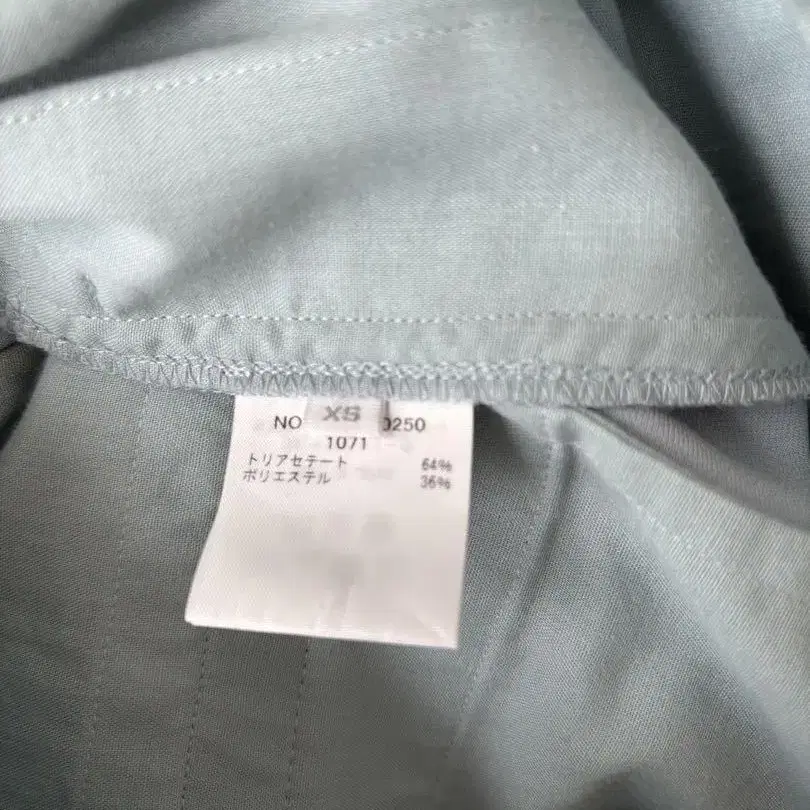 NO XS 0250
1071
トリアセテート 64%
ポリエステル 36%